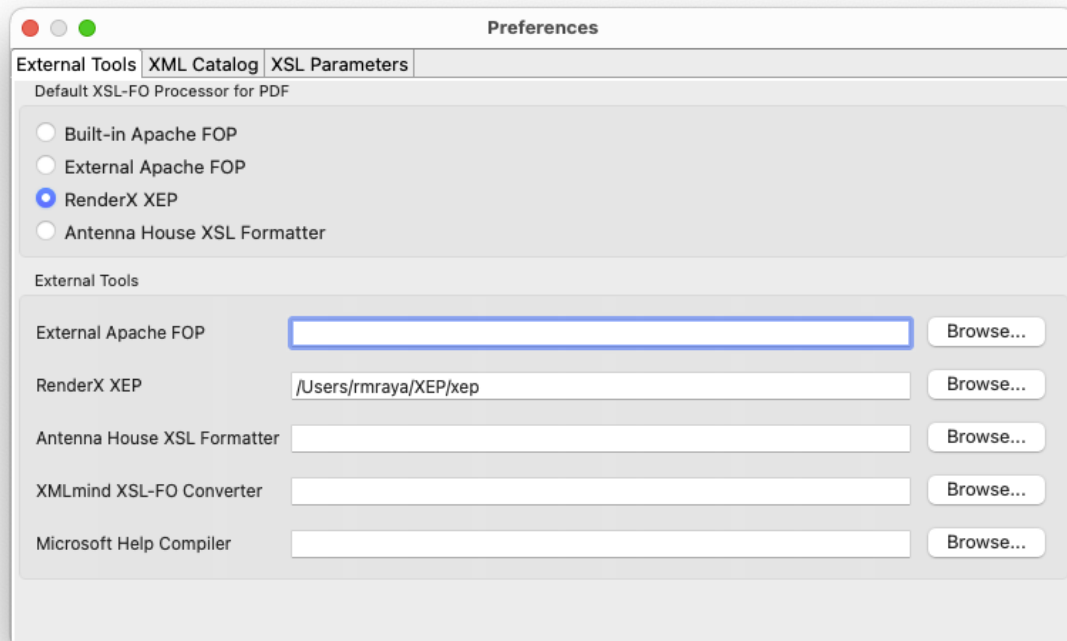 Preferences
External Tools XML Catalog XSL Parameters
Default XSL-FO Processor for PDF
Built-in Apache FOP
External Apache FOP
RenderX XEP
Antenna House XSL Formatter
External Tools
External Apache FOP Browse...
RenderX XEP /Users/rmraya/XEP/xep Browse...
Antenna House XSL Formatter Browse...
XMLmind XSL-FO Converter Browse...
Microsoft Help Compiler Browse...